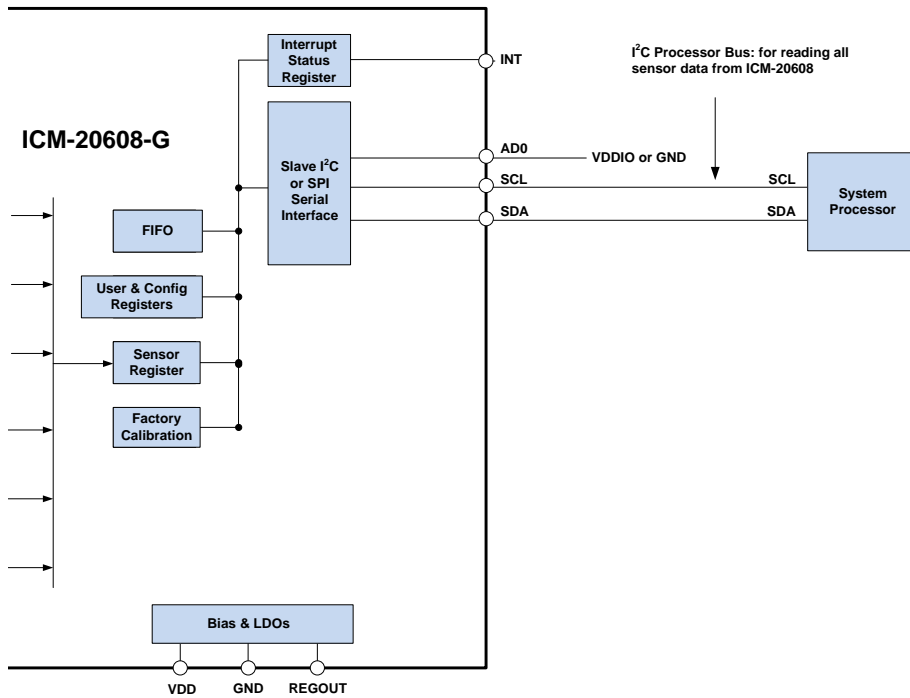 Interrupt
Status
Register
INT
I²C Processor Bus: for reading all
sensor data from ICM-20608
ICM-20608-G
Slave I²C
or SPI
Serial
Interface
AD0
VDDIO or GND
SCL
SCL
System
Processor
SDA
SDA
FIFO
User & Config
Registers
Sensor
Register
Factory
Calibration
Bias & LDOs
VDD
GND
REGOUT